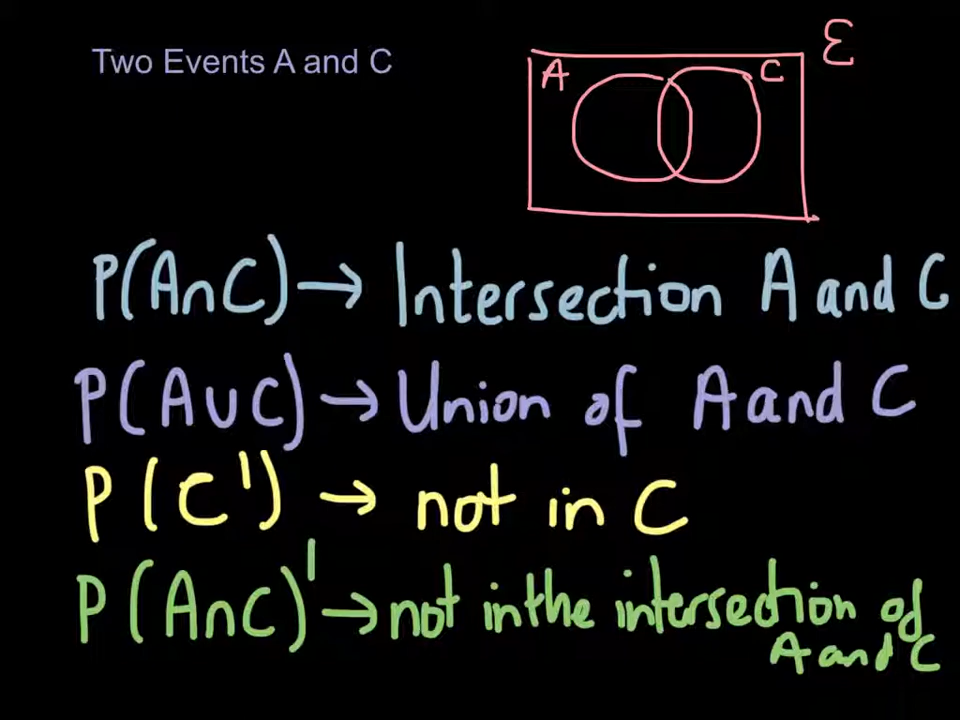 Two Events A and C
ε
A C
P(A∩C) → Intersection A and C
P(A∪C) → Union of A and C
P(C') → not in C
P(A∩C)' → not in the intersection of
A and C